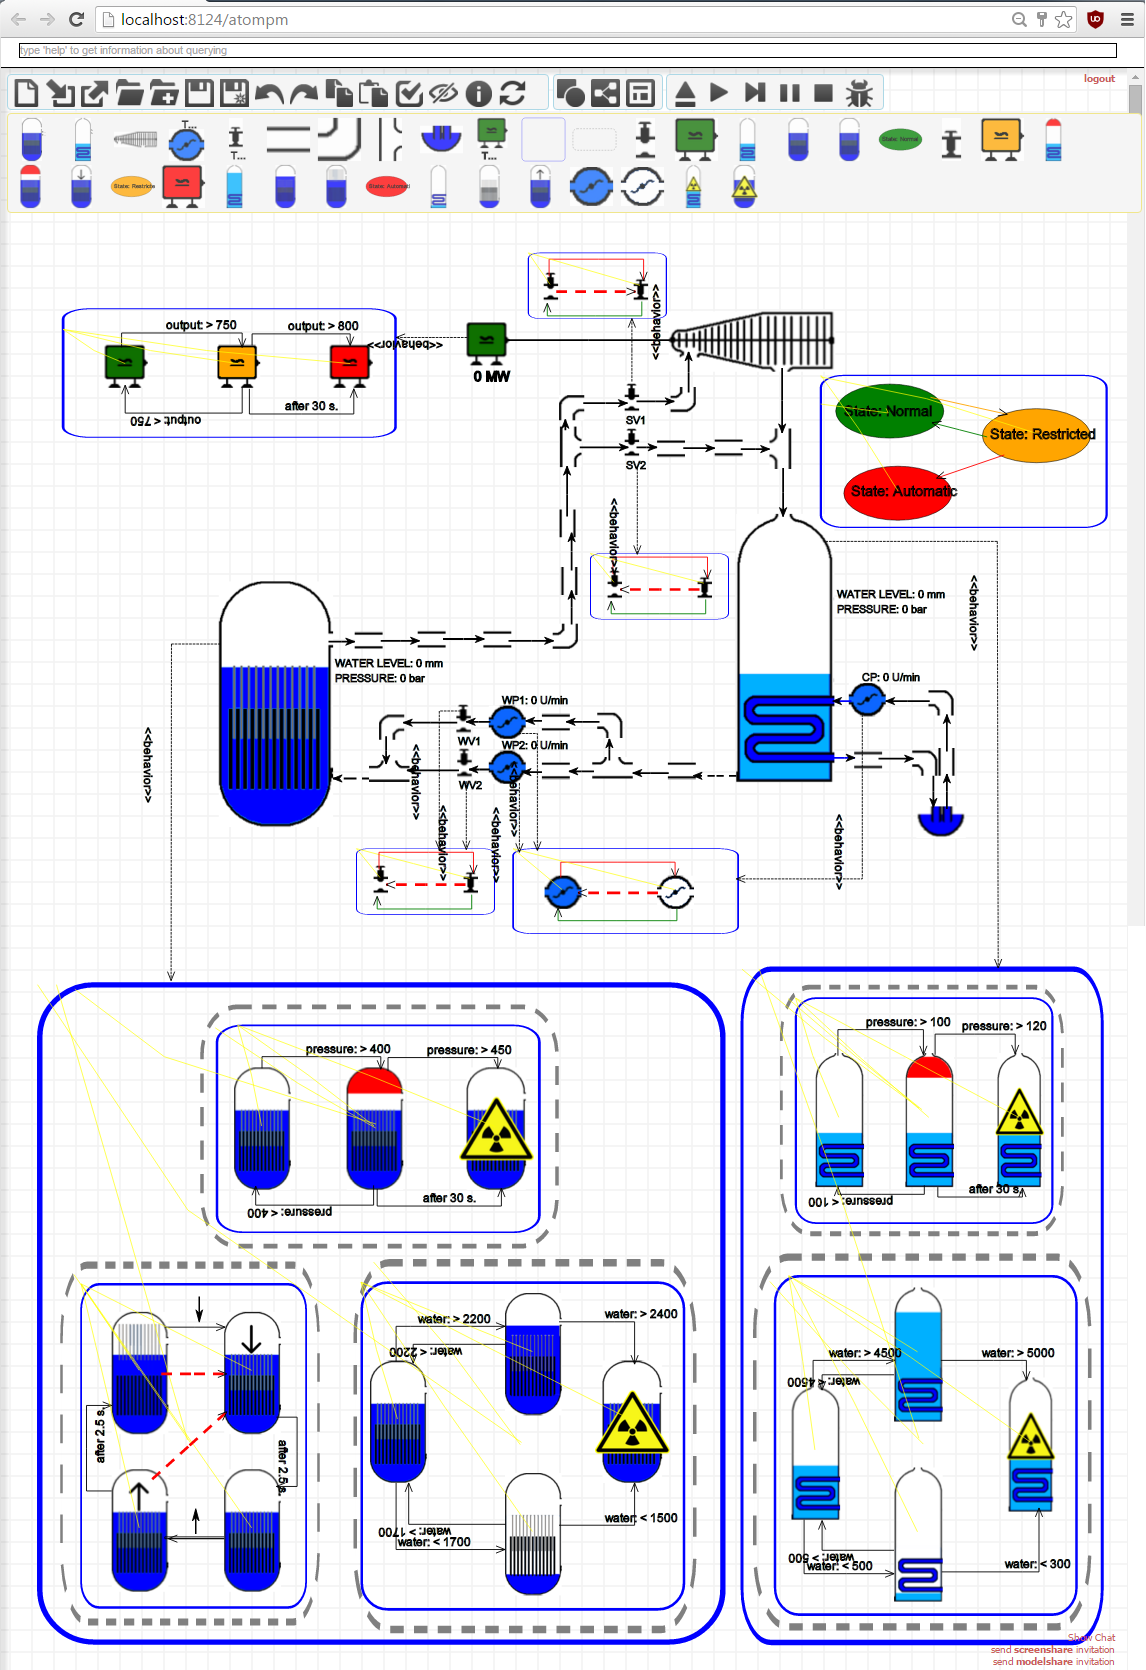 localhost:8124/atompm
type 'help' to get information about querying
logout
T...
T...
T...
State: Normal
State: Restricte
State: Automati
output: > 750
output: > 800
<<behavior>>
<<behavior>>
0 MW
output: < 750
after 30 s.
SV1
SV2
State: Normal
State: Restricted
State: Automatic
<<behavior>>
<<behavior>>
WATER LEVEL: 0 mm
PRESSURE: 0 bar
WATER LEVEL: 0 mm
PRESSURE: 0 bar
CP: 0 U/min
WP1: 0 U/min
WV1
WP2: 0 U/min
WV2
<<behavior>>
<<behavior>>
<<behavior>>
<<behavior>>
<<behavior>>
<<behavior>>
pressure: > 400
pressure: > 450
pressure: < 400
after 30 s.
pressure: > 100
pressure: > 120
pressure: < 100
after 30 s.
after 2.5 s.
after 2.5 s.
water: > 2200
water: < 2200
water: > 2400
water: > 1700
water: < 1700
water: < 1500
water: > 4500
water: < 4500
water: > 5000
water: > 500
water: < 500
water: < 300
Show Chat
send screenshare invitation
send modelshare invitation